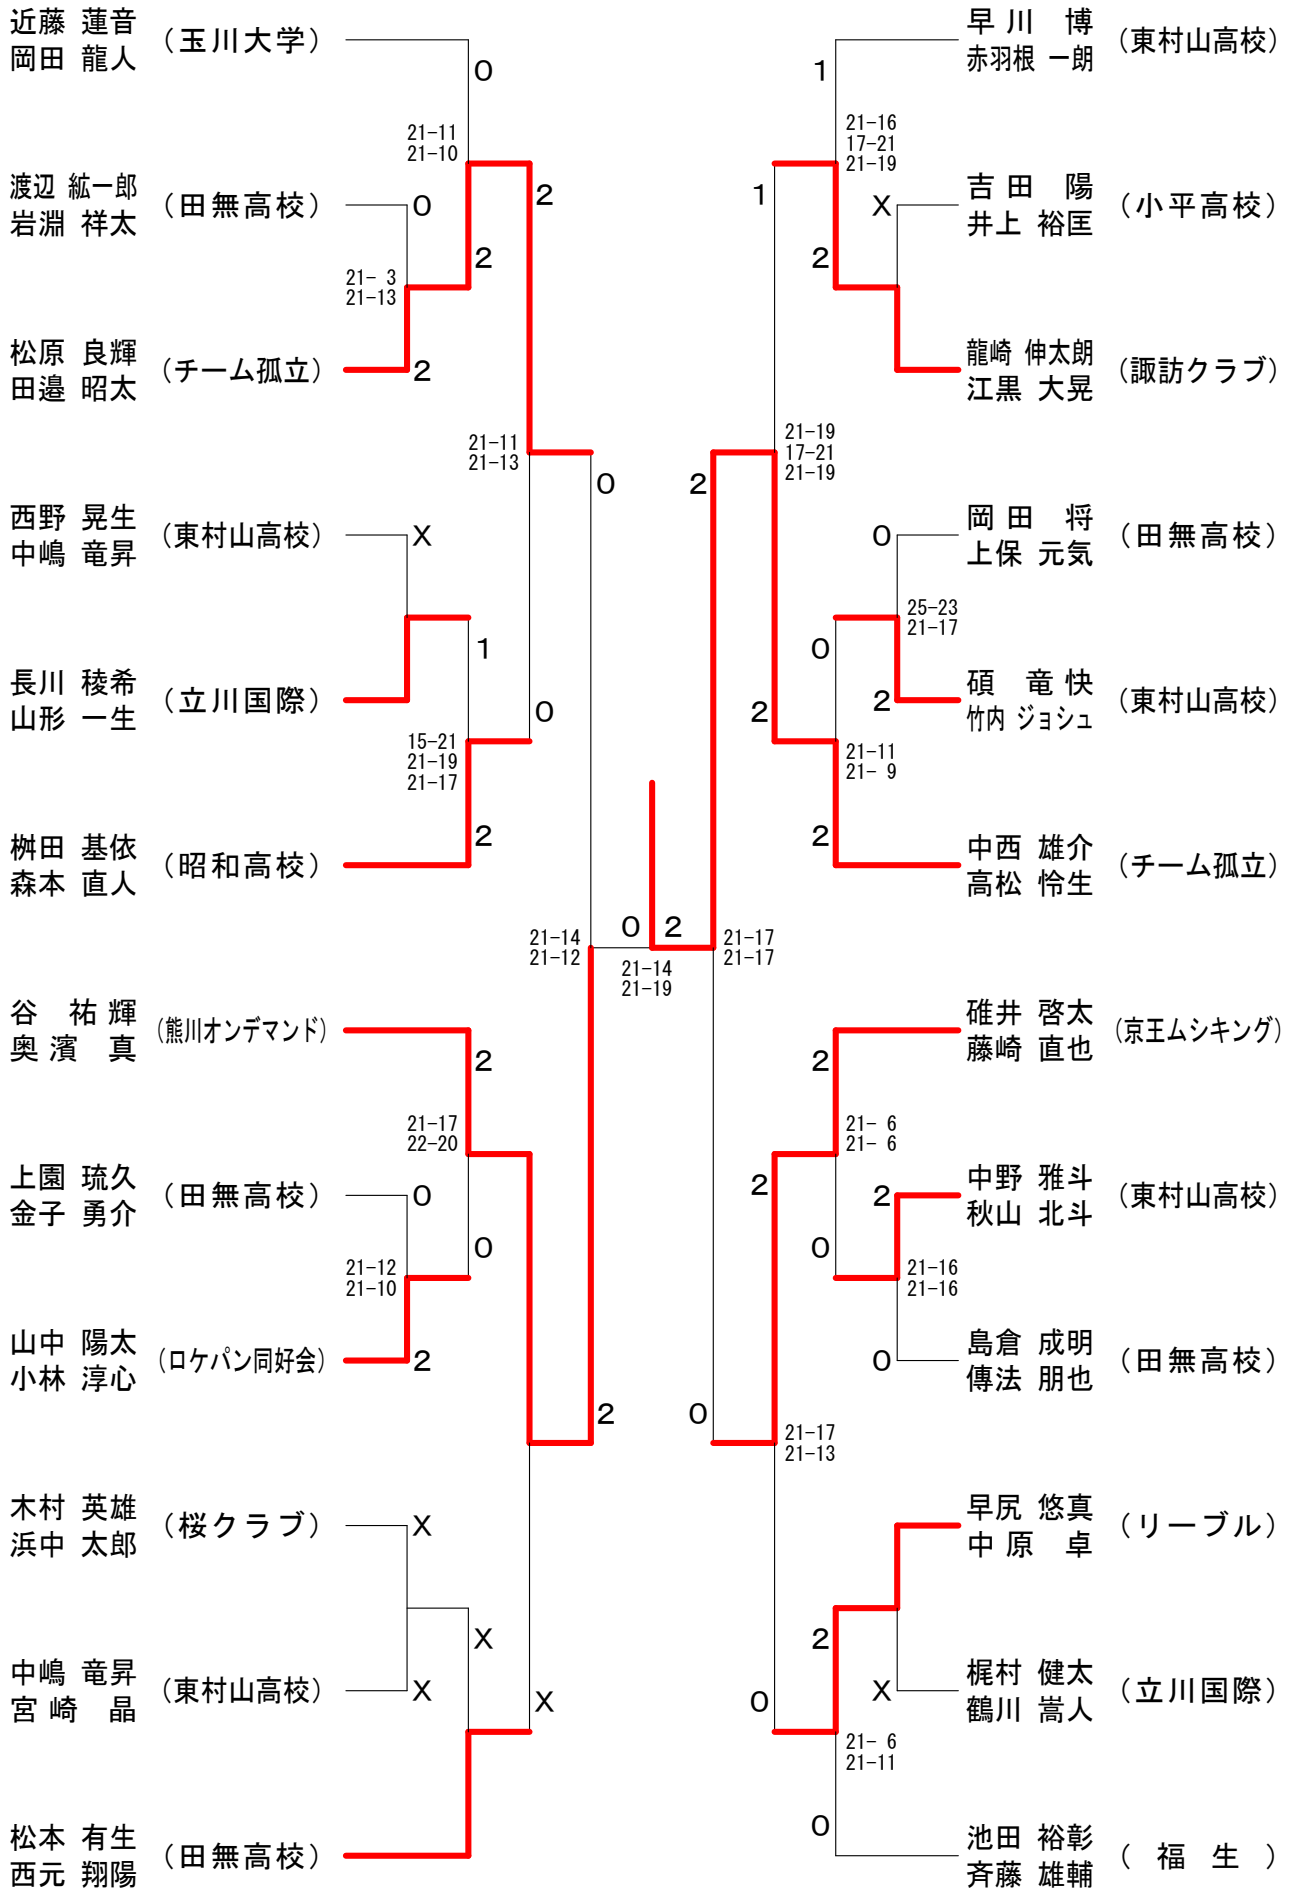 近藤 蓮音
岡田 龍人
(玉川大学)
0
21-11
21-10
渡辺 紘一郎
岩淵 祥太
(田無高校)
0
2
2
21- 3
21-13
松原 良輝
田邉 昭太
(チーム孤立)
2
21-11
21-13
0
西野 晃生
中嶋 竜昇
(東村山高校)
X
1
長川 稜希
山形 一生
(立川国際)
0
15-21
21-19
21-17
桝田 基依
森本 直人
(昭和高校)
2
21-14
21-12
0 2
21-14
21-19
谷 祐輝
奥濱 真
(熊川オンデマンド)
2
21-17
22-20
上園 琉久
金子 勇介
(田無高校)
0
0
21-12
21-10
山中 陽太
小林 淳心
(ロケパン同好会)
2
2
木村 英雄
浜中 太郎
(桜クラブ)
X
X
中嶋 竜昇
宮崎 晶
(東村山高校)
X
X
松本 有生
西元 翔陽
(田無高校)
早川 博
赤羽根 一朗
(東村山高校)
1
21-16
17-21
21-19
1
吉田 陽
井上 裕匡
(小平高校)
X
2
龍崎 伸太朗
江黒 大晃
(諏訪クラブ)
21-19
17-21
21-19
2
岡田 将
上保 元気
(田無高校)
0
25-23
21-17
0
碩 竜快
竹内 ジョシュ
(東村山高校)
2
2
21-11
21- 9
2
中西 雄介
高松 怜生
(チーム孤立)
21-17
21-17
碓井 啓太
藤崎 直也
(京王ムシキング)
2
21- 6
21- 6
中野 雅斗
秋山 北斗
(東村山高校)
2
2
0
21-16
21-16
島倉 成明
傳法 朋也
(田無高校)
0
0
21-17
21-13
早尻 悠真
中原 卓
(リーブル)
2
梶村 健太
鶴川 嵩人
(立川国際)
X
0
21- 6
21-11
0
池田 裕彰
斉藤 雄輔
(福生)